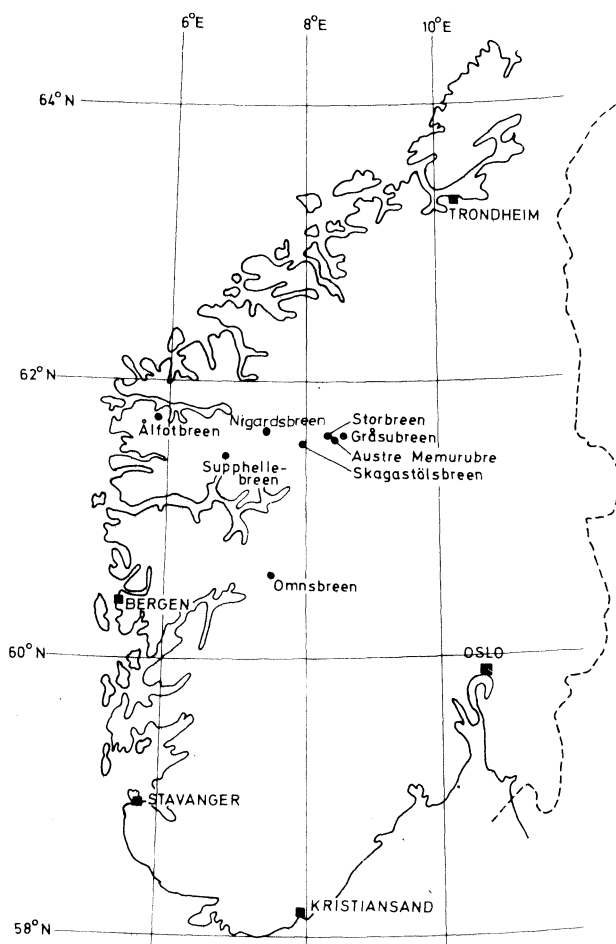 6°E
8°E
10°E
64°N
TRONDHEIM
62°N
Ålfotbreen
Nigardsbreen
Storbreen
Gråsubreen
Austre Memurubre
Skagastölsbreen
Supphelle-
breen
Omnsbreen
BERGEN
60°N
OSLO
STAVANGER
KRISTIANSAND
58°N